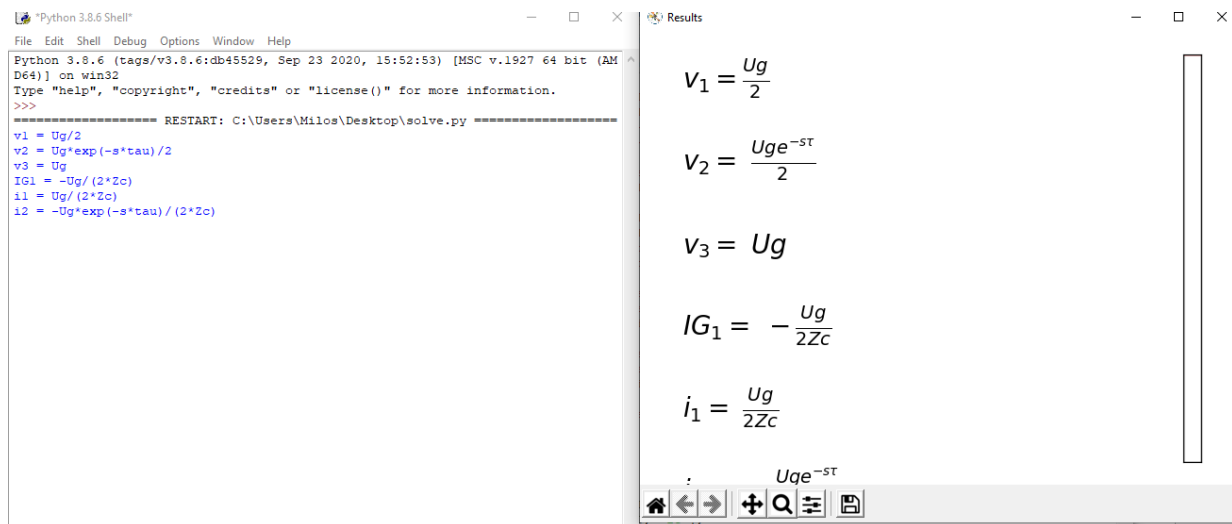 *Python 3.8.6 Shell*
File Edit Shell Debug Options Window Help
Python 3.8.6 (tags/v3.8.6:db45529, Sep 23 2020, 15:52:53) [MSC v.1927 64 bit (AM
D64)] on win32
Type "help", "copyright", "credits" or "license()" for more information.
>>>
=================== RESTART: C:\Users\Milos\Desktop\solve.py ===================
v1 = Ug/2
v2 = Ug*exp(-s*tau)/2
v3 = Ug
IG1 = -Ug/(2*Zc)
i1 = Ug/(2*Zc)
i2 = -Ug*exp(-s*tau)/(2*Zc)
Results
v₁ = Ug/2
v₂ = Uge^(-sτ)/2
v₃ = Ug
IG₁ = -Ug/2Zc
i₁ = Ug/2Zc
Uge^(-sτ)